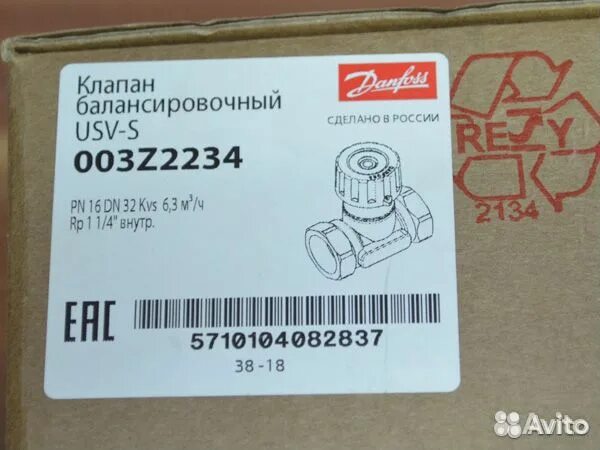 Клапан
балансировочный
USV-S
003Z2234
PN 16 DN 32 Kvs 6,3 м³/ч
Rp 1 1/4" внутр.
Danfoss
СДЕЛАНО В РОССИИ
RESY
2134
EAC
5710104082837
38-18
Avito